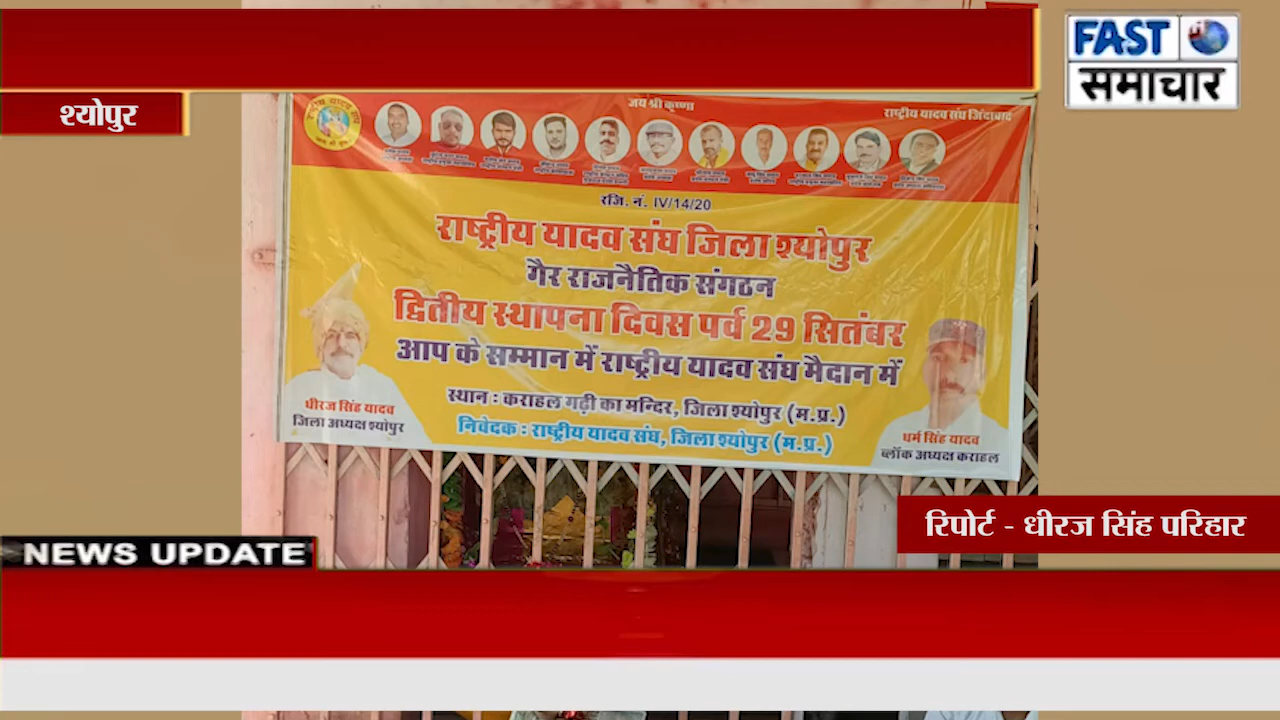 FAST
समाचार
श्योपुर
जय श्री कृष्णा
राष्ट्रीय यादव संघ जिंदाबाद
रजि. नं. IV/14/20
राष्ट्रीय यादव संघ जिला श्योपुर
गैर राजनैतिक संगठन
द्वितीय स्थापना दिवस पर्व 29 सितंबर
आप के सम्मान में राष्ट्रीय यादव संघ मैदान में
स्थान : कराहल गढ़ी का मन्दिर, जिला श्योपुर (म.प्र.)
निवेदक : राष्ट्रीय यादव संघ, जिला श्योपुर (म.प्र.)
धीरज सिंह यादव
जिला अध्यक्ष श्योपुर
धर्म सिंह यादव
ब्लॉक अध्यक्ष कराहल
रिपोर्ट - धीरज सिंह परिहार
NEWS UPDATE